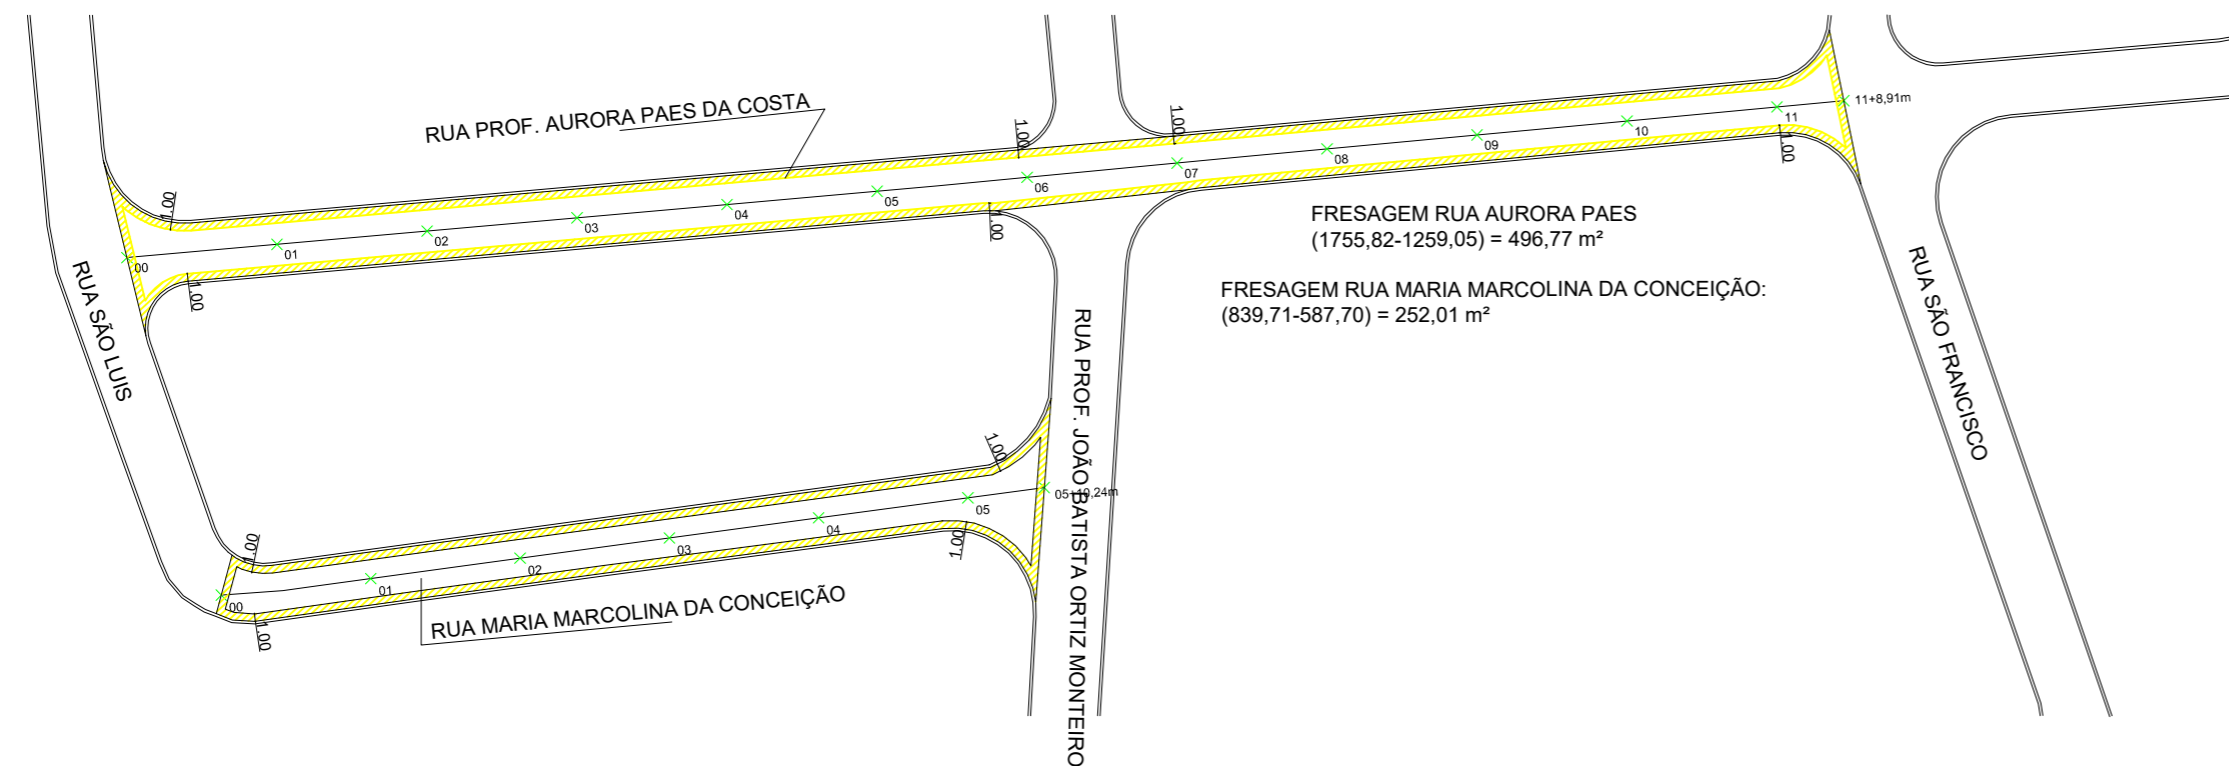 RUA PROF. AURORA PAES DA COSTA
1.00
1.00
1.00
1.00
1.00
1.00
00
01
02
03
04
05
06
07
08
09
10
11
11+8,91m
FRESAGEM RUA AURORA PAES
(1755,82-1259,05) = 496,77 m²
FRESAGEM RUA MARIA MARCOLINA DA CONCEIÇÃO:
(839,71-587,70) = 252,01 m²
RUA SÃO LUIS
RUA PROF. JOÃO BATISTA ORTIZ MONTEIRO
RUA SÃO FRANCISCO
1.00
1.00
1.00
1.00
00
01
02
03
04
05
05+10,24m
RUA MARIA MARCOLINA DA CONCEIÇÃO